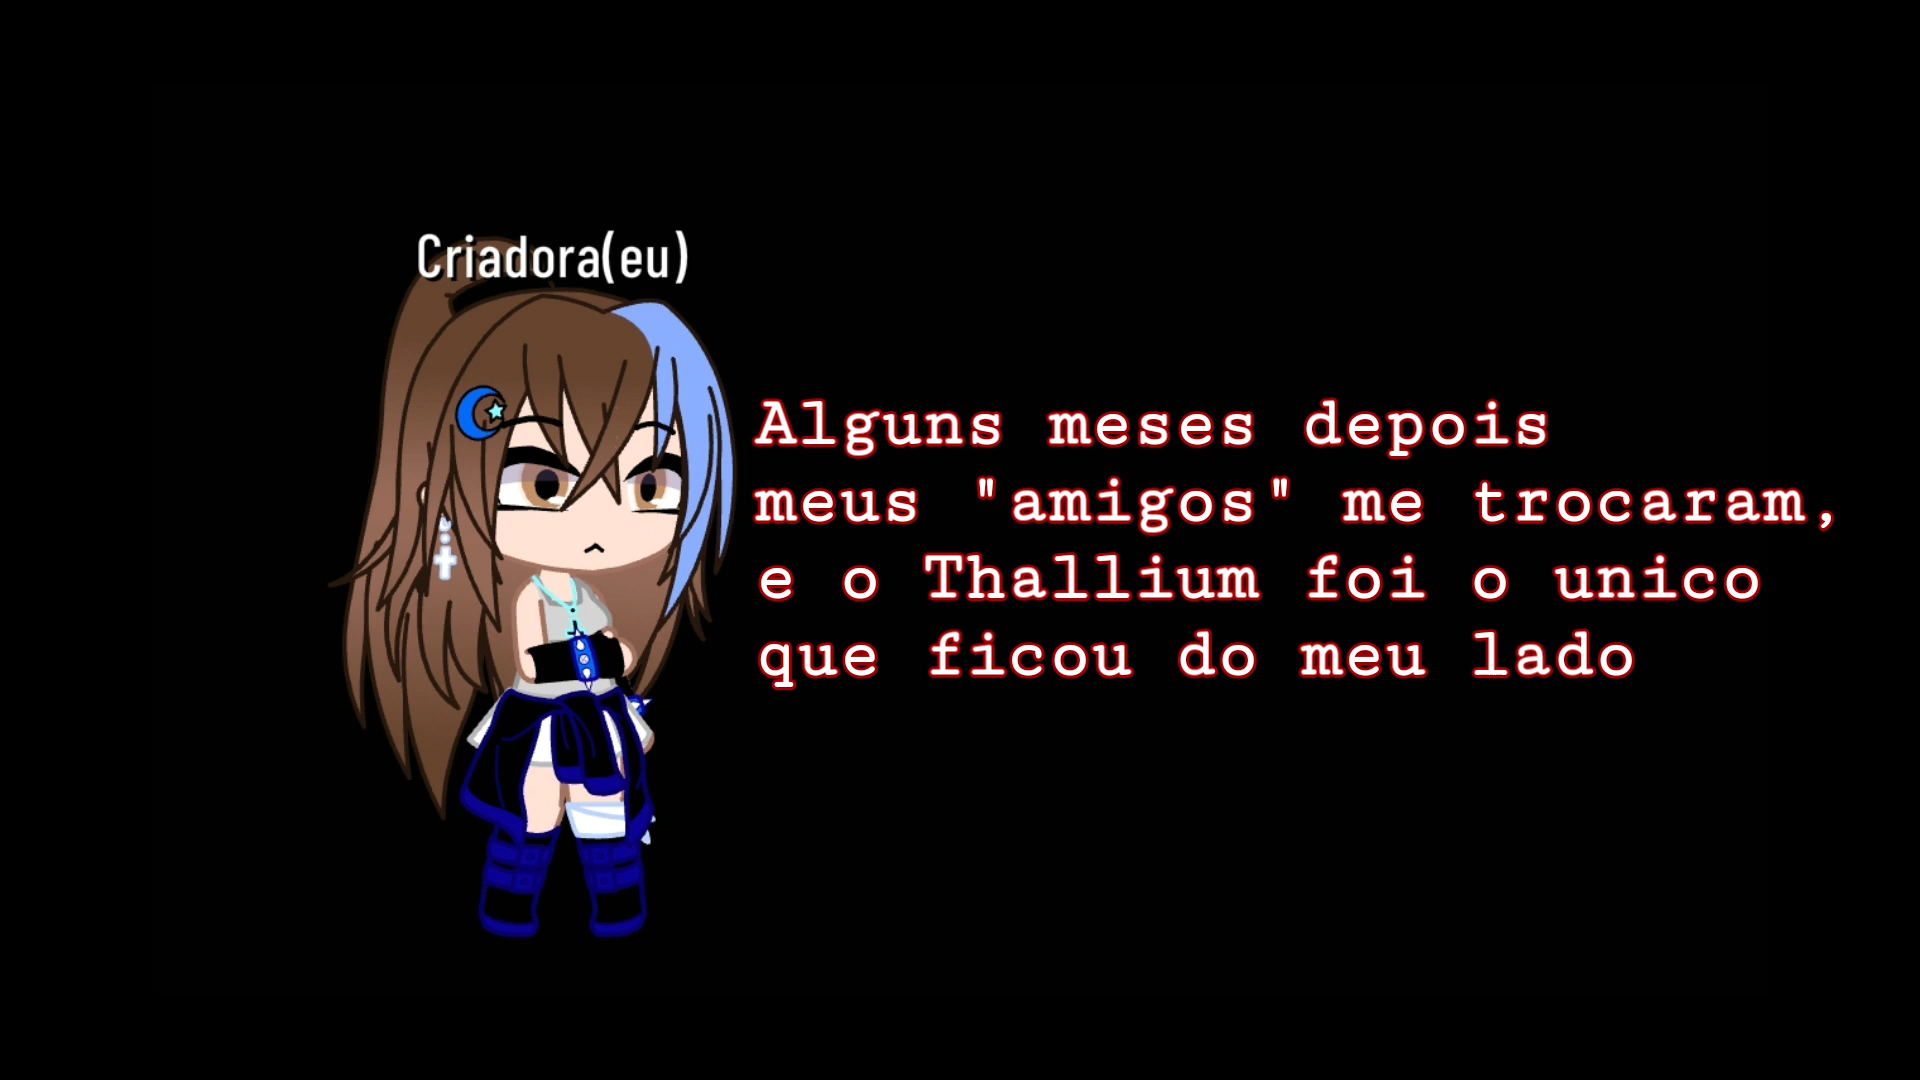 Criadora(eu)
Alguns meses depois
meus "amigos" me trocaram,
e o Thallium foi o unico
que ficou do meu lado